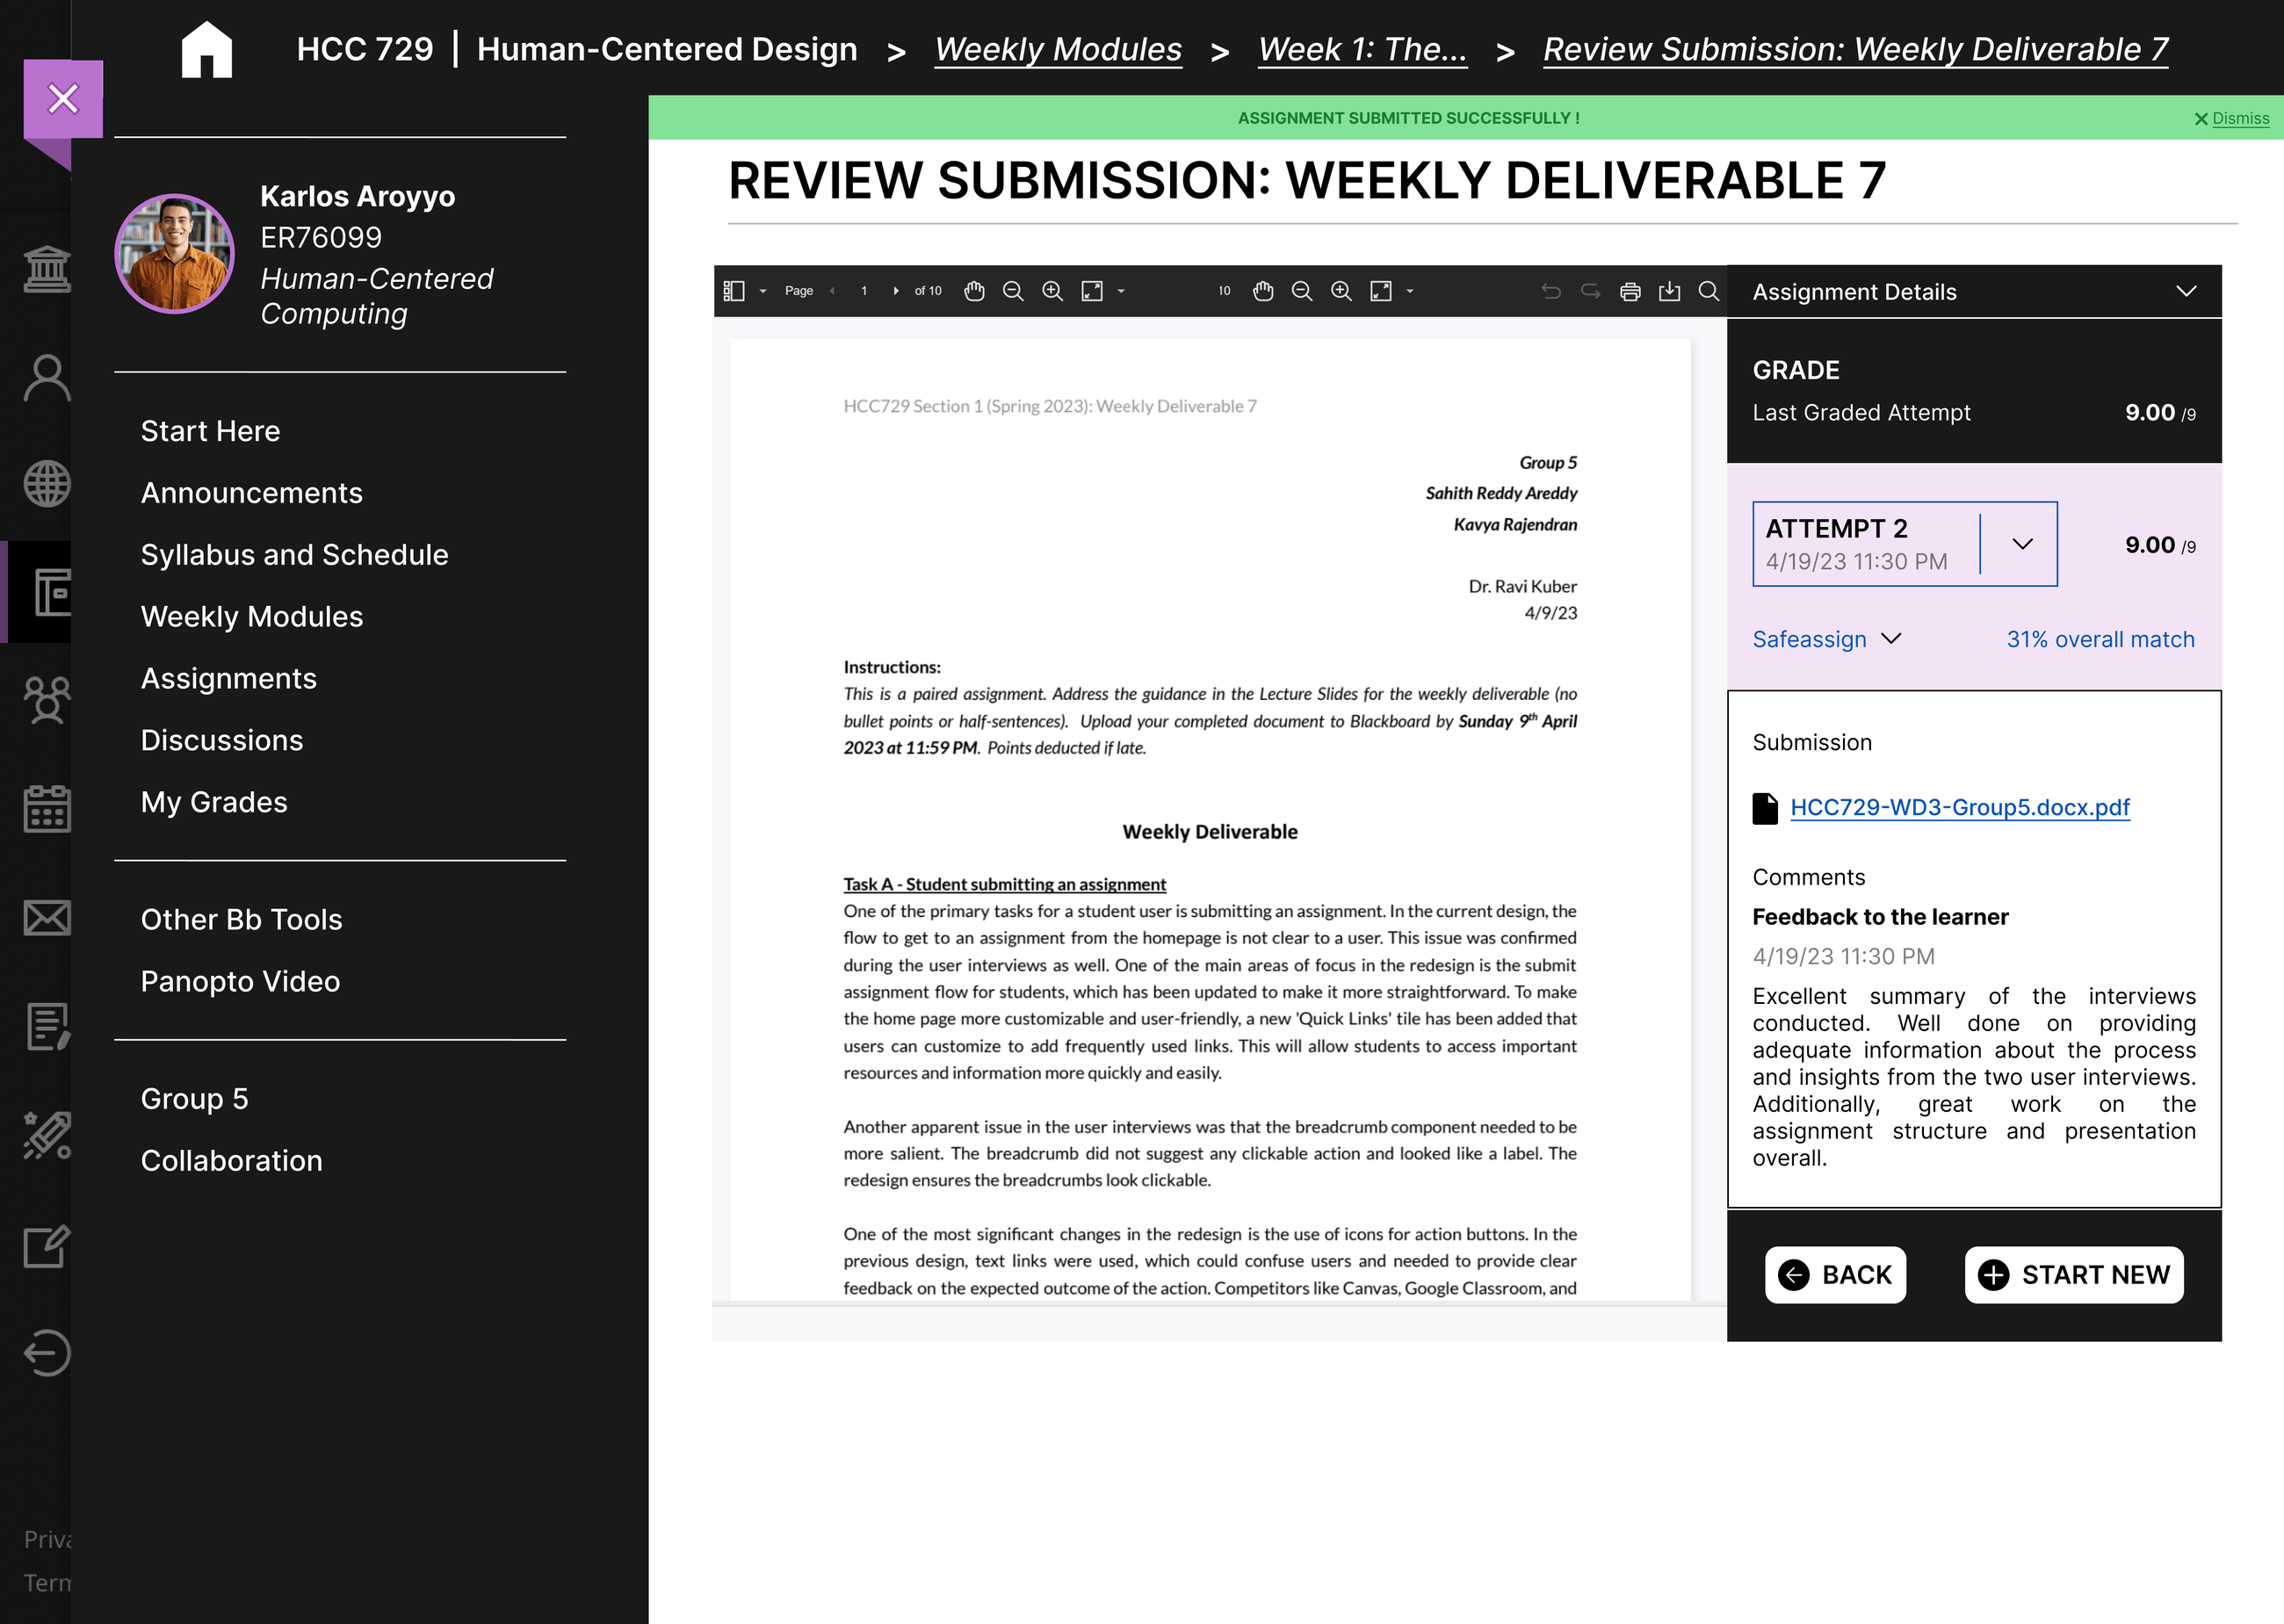 HCC 729 | Human-Centered Design > Weekly Modules > Week 1: The... > Review Submission: Weekly Deliverable 7
ASSIGNMENT SUBMITTED SUCCESSFULLY !
Dismiss
Karlos Aroyyo
ER76099
Human-Centered
Computing
Start Here
Announcements
Syllabus and Schedule
Weekly Modules
Assignments
Discussions
My Grades
Other Bb Tools
Panopto Video
Group 5
Collaboration
Priva
Term
REVIEW SUBMISSION: WEEKLY DELIVERABLE 7
Page 1 of 10
10
HCC729 Section 1 (Spring 2023): Weekly Deliverable 7
Group 5
Sahith Reddy Areddy
Kavya Rajendran
Dr. Ravi Kuber
4/9/23
Instructions:
This is a paired assignment. Address the guidance in the Lecture Slides for the weekly deliverable (no
bullet points or half-sentences). Upload your completed document to Blackboard by Sunday 9th April
2023 at 11:59 PM. Points deducted if late.
Weekly Deliverable
Task A - Student submitting an assignment
One of the primary tasks for a student user is submitting an assignment. In the current design, the
flow to get to an assignment from the homepage is not clear to a user. This issue was confirmed
during the user interviews as well. One of the main areas of focus in the redesign is the submit
assignment flow for students, which has been updated to make it more straightforward. To make
the home page more customizable and user-friendly, a new 'Quick Links' tile has been added that
users can customize to add frequently used links. This will allow students to access important
resources and information more quickly and easily.
Another apparent issue in the user interviews was that the breadcrumb component needed to be
more salient. The breadcrumb did not suggest any clickable action and looked like a label. The
redesign ensures the breadcrumbs look clickable.
One of the most significant changes in the redesign is the use of icons for action buttons. In the
previous design, text links were used, which could confuse users and needed to provide clear
feedback on the expected outcome of the action. Competitors like Canvas, Google Classroom, and
Assignment Details
GRADE
Last Graded Attempt 9.00 /9
ATTEMPT 2
4/19/23 11:30 PM
9.00 /9
Safeassign 31% overall match
Submission
HCC729-WD3-Group5.docx.pdf
Comments
Feedback to the learner
4/19/23 11:30 PM
Excellent summary of the interviews
conducted. Well done on providing
adequate information about the process
and insights from the two user interviews.
Additionally, great work on the
assignment structure and presentation
overall.
BACK
START NEW